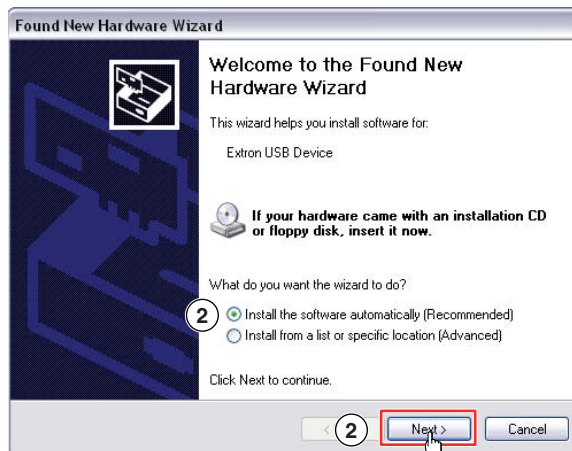 Found New Hardware Wizard
Welcome to the Found New
Hardware Wizard
This wizard helps you install software for:
Extron USB Device
If your hardware came with an installation CD
or floppy disk, insert it now.
What do you want the wizard to do?
2 Install the software automatically (Recommended)
Install from a list or specific location (Advanced)
Click Next to continue.
< 2 Next > Cancel